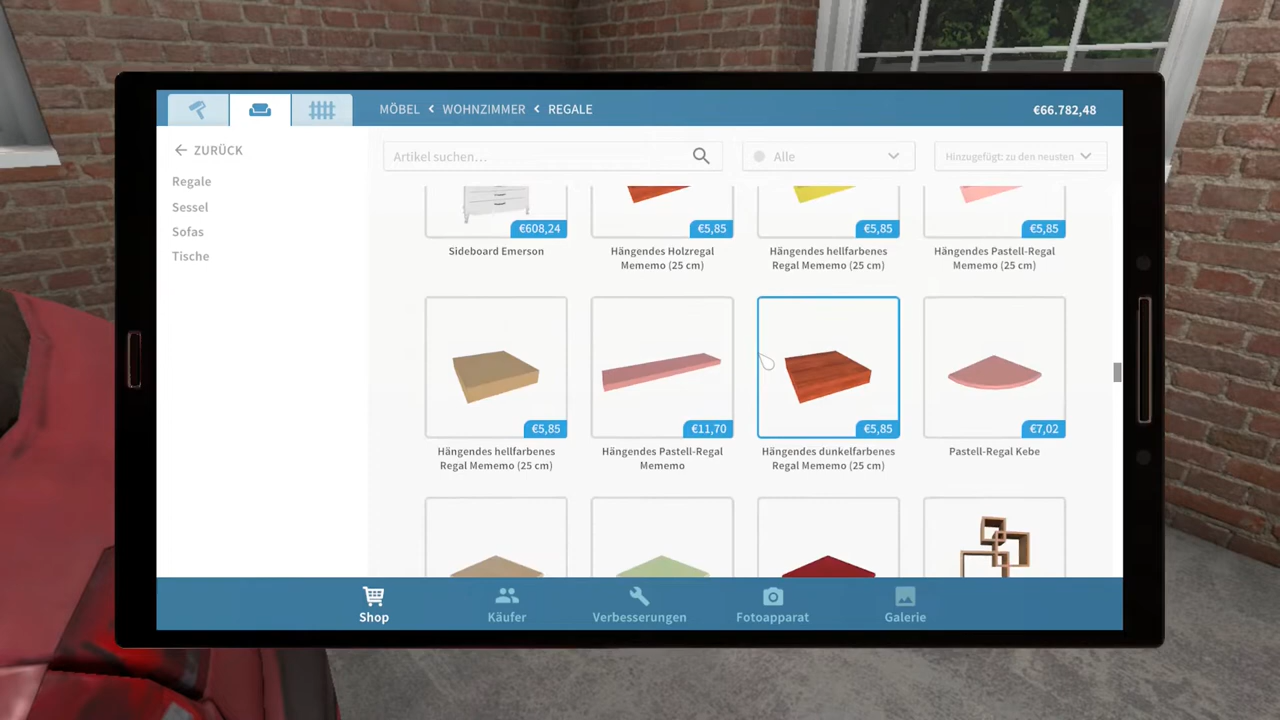 MÖBEL < WOHNZIMMER < REGALE
€66.782,48
ZURÜCK
Regale
Sessel
Sofas
Tische
Artikel suchen...
Alle
Hinzugefügt: zu den neusten
€608,24
€5,85
€5,85
€5,85
Sideboard Emerson
Hängendes Holzregal
Mememo (25 cm)
Hängendes hellfarbenes
Regal Mememo (25 cm)
Hängendes Pastell-Regal
Mememo (25 cm)
€5,85
€11,70
€5,85
€7,02
Hängendes hellfarbenes
Regal Mememo (25 cm)
Hängendes Pastell-Regal
Mememo
Hängendes dunkelfarbenes
Regal Mememo (25 cm)
Pastell-Regal Kebe
Shop
Käufer
Verbesserungen
Fotoapparat
Galerie